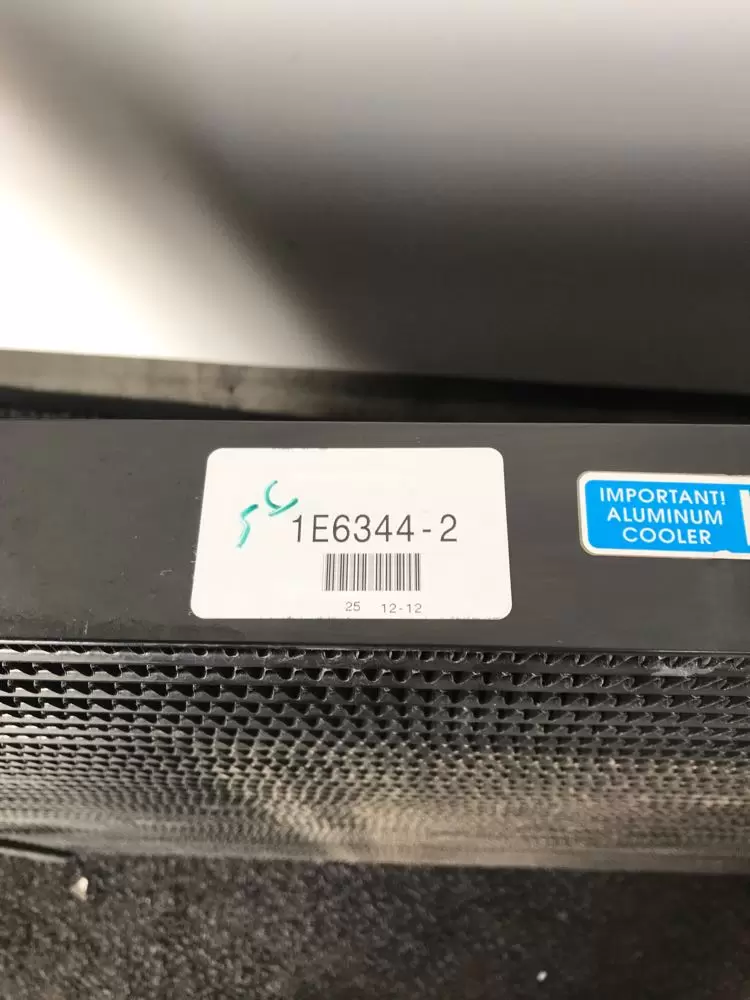 1E6344-2
25 12-12
IMPORTANT!
ALUMINUM
COOLER